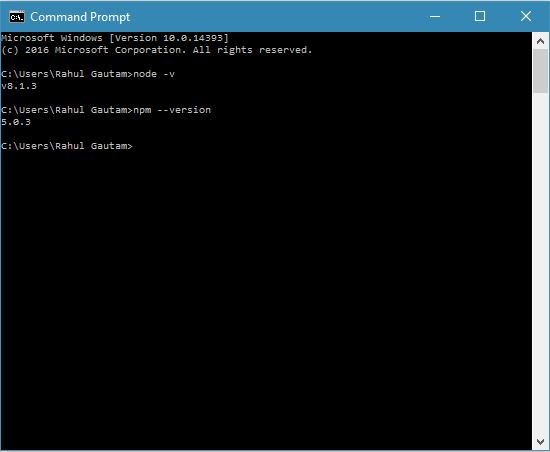 Command Prompt
Microsoft Windows [Version 10.0.14393]
(c) 2016 Microsoft Corporation. All rights reserved.
C:\Users\Rahul Gautam>node -v
v8.1.3
C:\Users\Rahul Gautam>npm --version
5.0.3
C:\Users\Rahul Gautam>